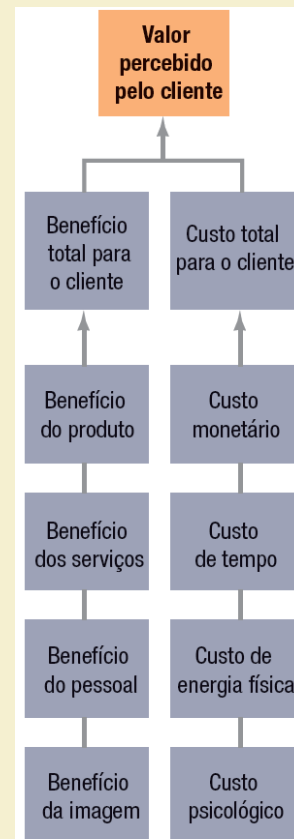 Valor
percebido
pelo cliente
Benefício
total para
o cliente
Custo total
para o cliente
Benefício
do produto
Custo
monetário
Benefício
dos serviços
Custo
de tempo
Benefício
do pessoal
Custo de
energia física
Benefício
da imagem
Custo
psicológico